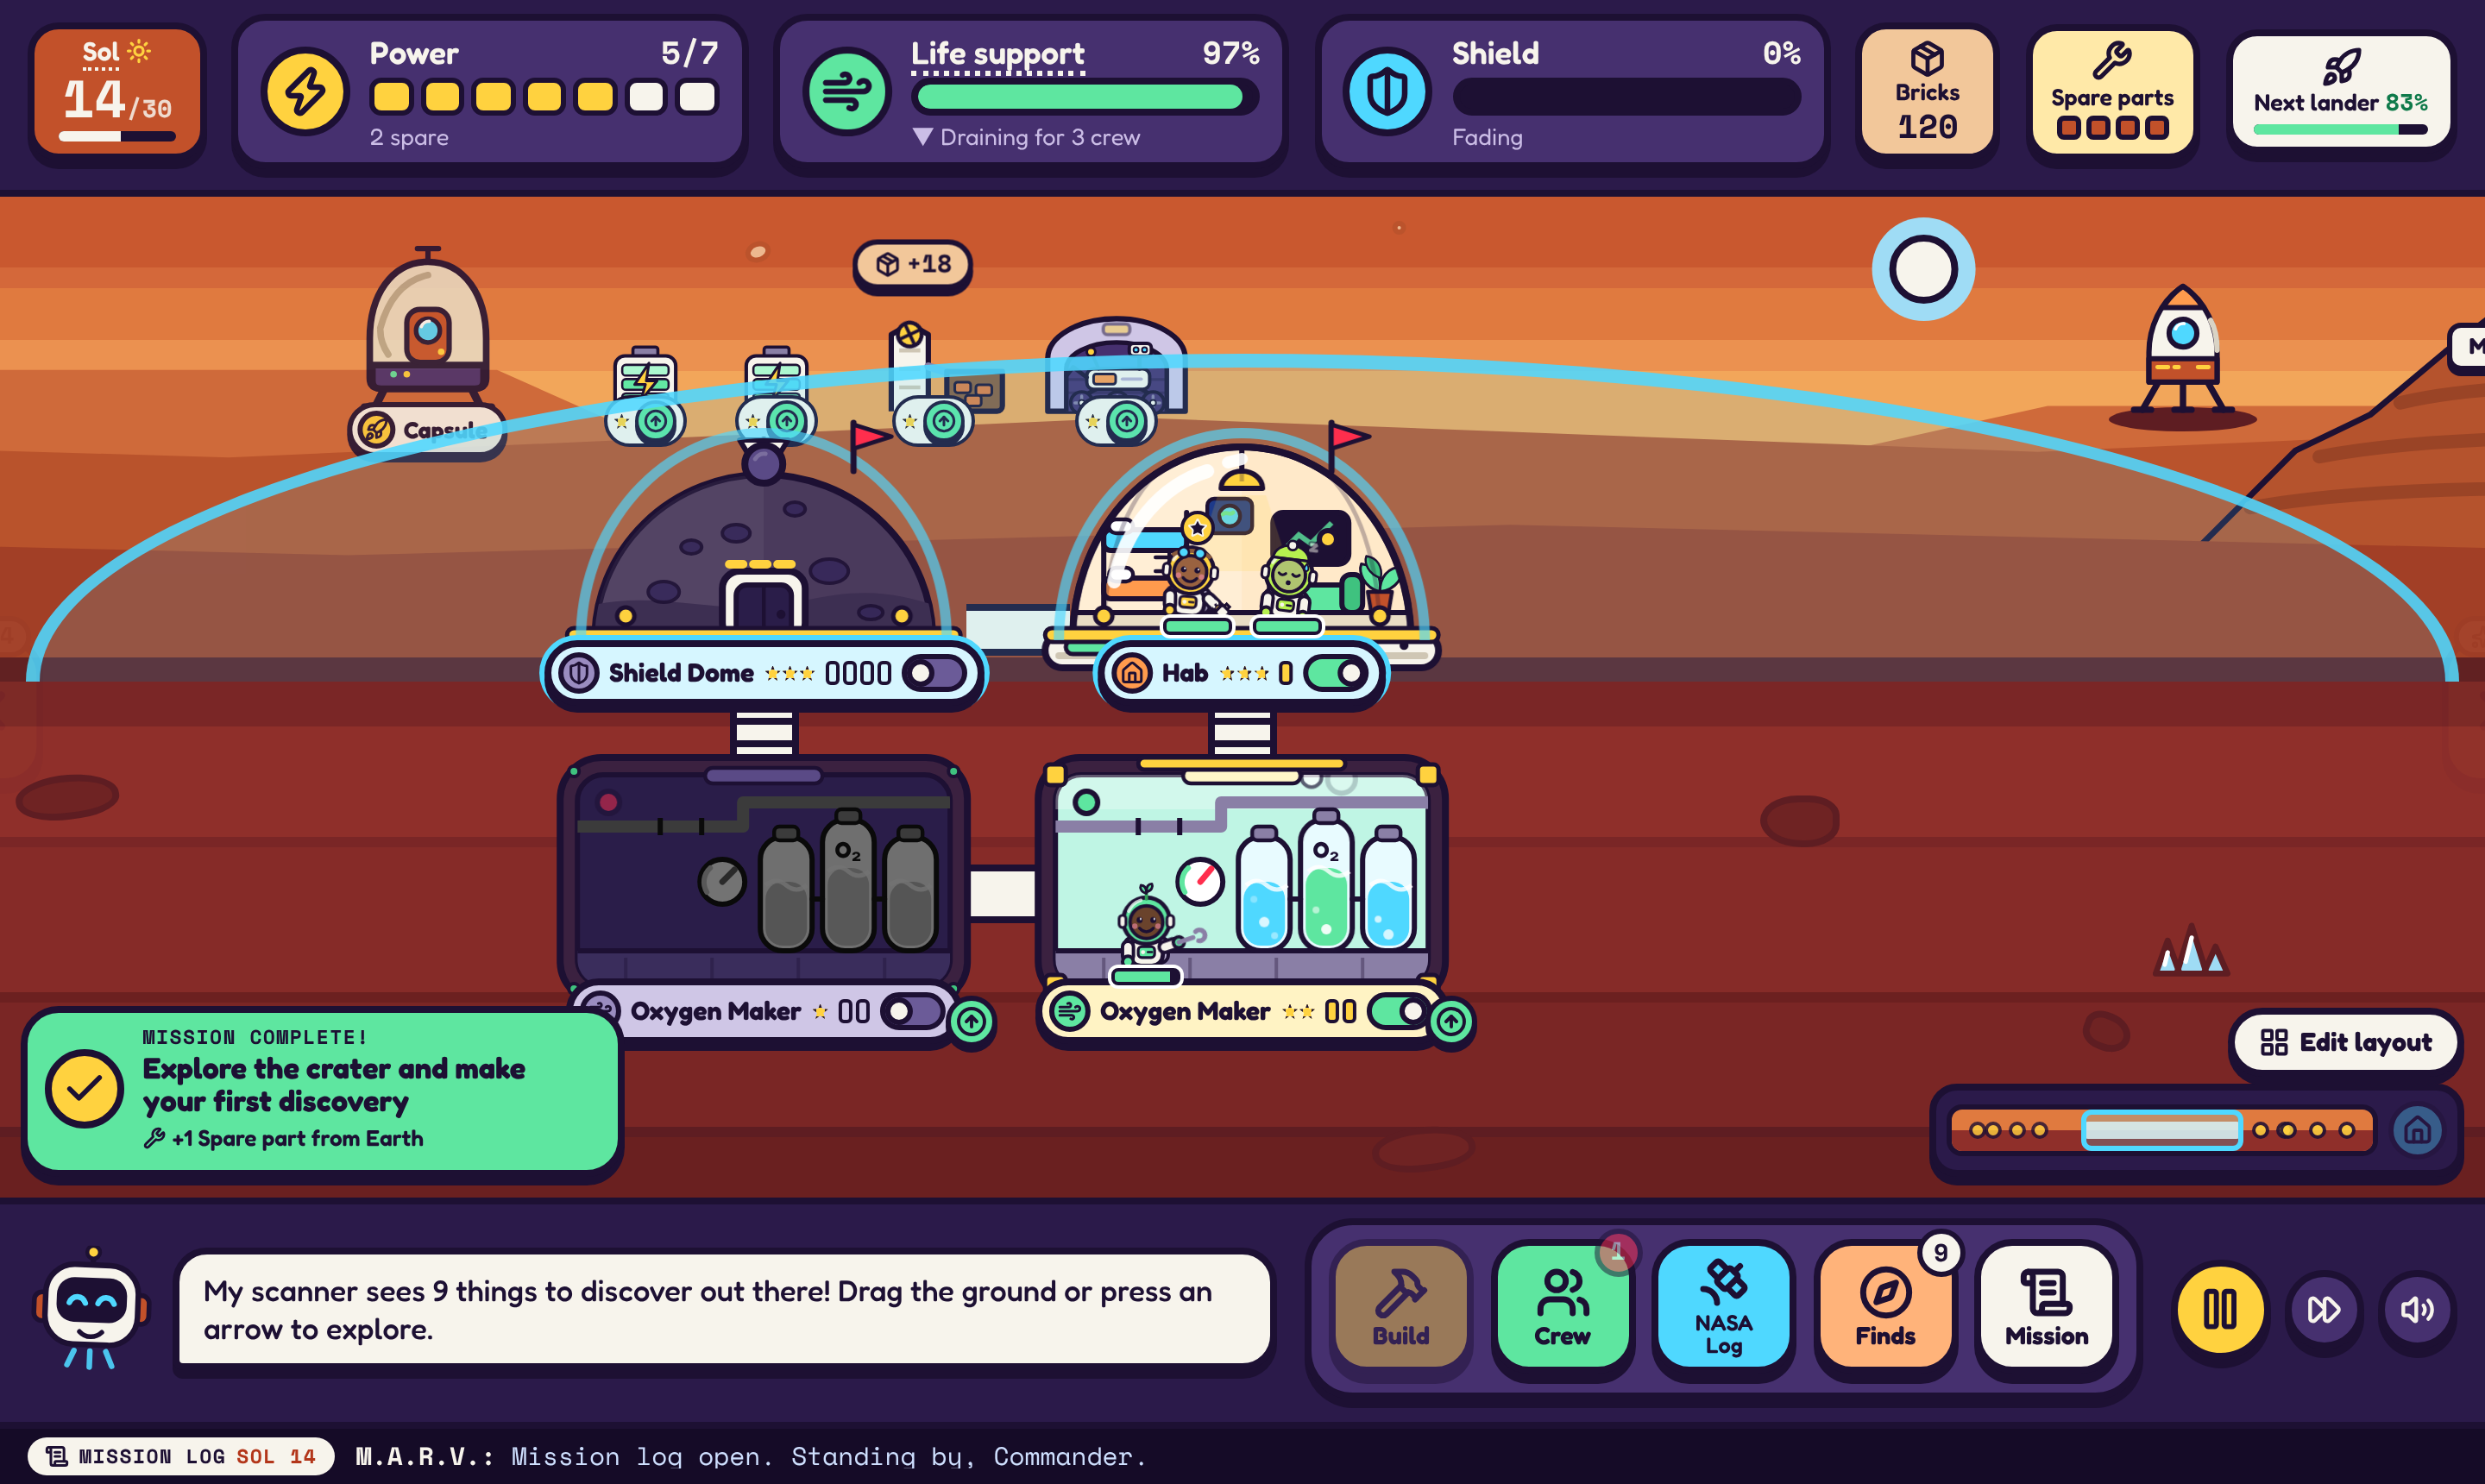 Sol
14/30
Power 5/7
2 spare
Life support 97%
▼ Draining for 3 crew
Shield 0%
Fading
Bricks
120
Spare parts
Next lander 83%
+18
Capsule
M
z
Shield Dome
Hab
O₂
O₂
Oxygen Maker
Oxygen Maker
MISSION COMPLETE!
Explore the crater and make
your first discovery
+1 Spare part from Earth
Edit layout
My scanner sees 9 things to discover out there! Drag the ground or press an
arrow to explore.
Build
1
Crew
NASA
Log
9
Finds
Mission
MISSION LOG SOL 14
M.A.R.V.: Mission log open. Standing by, Commander.